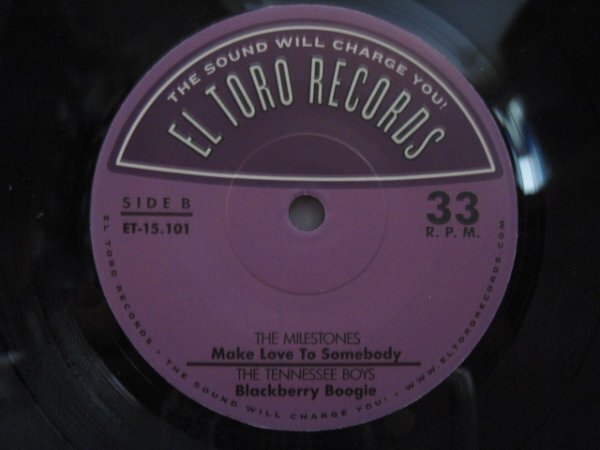 THE SOUND WILL CHARGE YOU!
EL TORO RECORDS
SIDE B
ET-15.101
33
R. P. M.
THE MILESTONES
Make Love To Somebody
THE TENNESSEE BOYS
Blackberry Boogie
EL TORO RECORDS • THE SOUND WILL CHARGE YOU! • WWW.ELTORORECORDS.COM